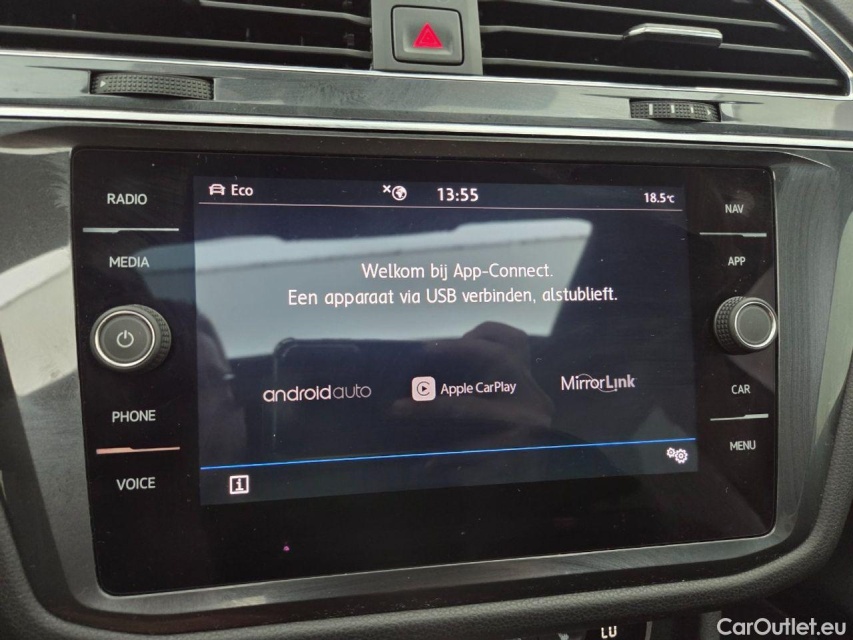 RADIO
MEDIA
PHONE
VOICE
Eco
13:55
18.5°C
Welkom bij App-Connect.
Een apparaat via USB verbinden, alstublieft.
androidauto
Apple CarPlay
MirrorLink
i
NAV
APP
CAR
MENU
LU
CarOutlet.eu